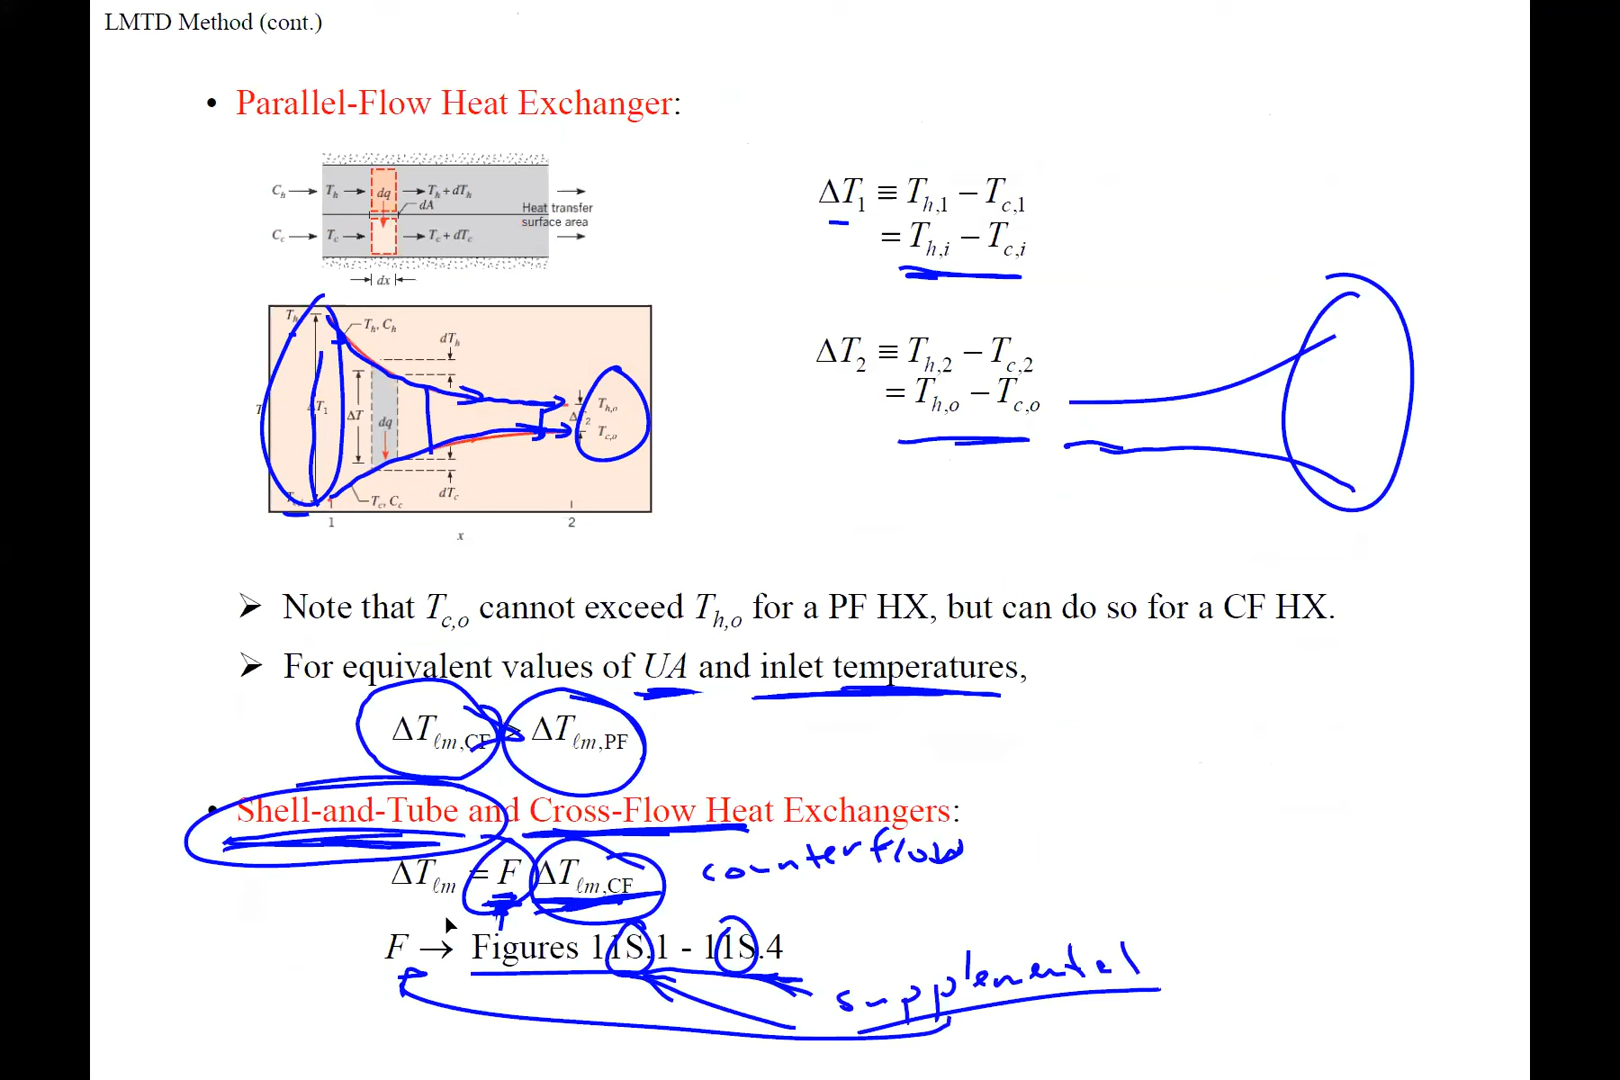 LMTD Method (cont.)
• Parallel-Flow Heat Exchanger:
C_h T_h dq T_h + dT_h
dA
Heat transfer
surface area
C_c T_c T_c + dT_c
dx
ΔT₁ ≡ T_h,1 − T_c,1
= T_h,i − T_c,i
T_h, C_h
dT_h
ΔT₁
ΔT
dq
T_h,o
T_c,o
dT_c
T_c, C_c
1 2
x
ΔT₂ ≡ T_h,2 − T_c,2
= T_h,o − T_c,o
➢ Note that T_c,o cannot exceed T_h,o for a PF HX, but can do so for a CF HX.
➢ For equivalent values of UA and inlet temperatures,
ΔT_ℓm,CF > ΔT_ℓm,PF
• Shell-and-Tube and Cross-Flow Heat Exchangers:
counterflow
ΔT_ℓm = F ΔT_ℓm,CF
F → Figures 11S.1 - 11S.4
supplemental